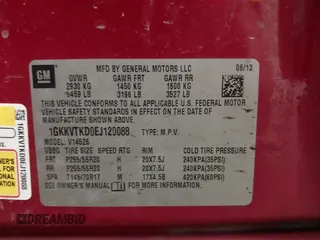 GM
MFD BY GENERAL MOTORS LLC 06/13
GVWR GAWR FRT GAWR RR
2930 KG 1450 KG 1600 KG
6459 LB 3196 LB 3527 LB
THIS VEHICLE CONFORMS TO ALL APPLICABLE U.S. FEDERAL MOTOR
VEHICLE SAFETY AND THEFT PREVENTION STANDARDS IN EFFECT ON
THE DATE OF MANUFACTURE SHOWN ABOVE.
1GKKVTKD0EJ120088 TYPE: M.P.V.
MODEL: V14526
TIRE SIZE SPEED RTG RIM COLD TIRE PRESSURE
FRT P255/55R20 H 20X7.5J 240KPA(35PSI)
RR P255/55R20 H 20X7.5J 240KPA(35PSI)
SPA T145/70R17 M 17X4.5B 420KPA(60PSI)
SEE OWNER'S MANUAL FOR MORE INFORMATION.
1GKKVTKD0EJ120088
DREAMBID